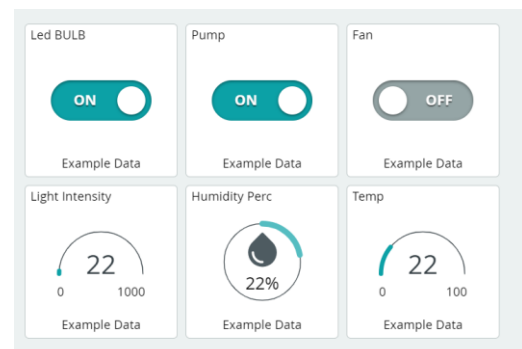 Led BULB
ON
Example Data
Pump
ON
Example Data
Fan
OFF
Example Data
Light Intensity
22
0 1000
Example Data
Humidity Perc
22%
Example Data
Temp
22
0 100
Example Data